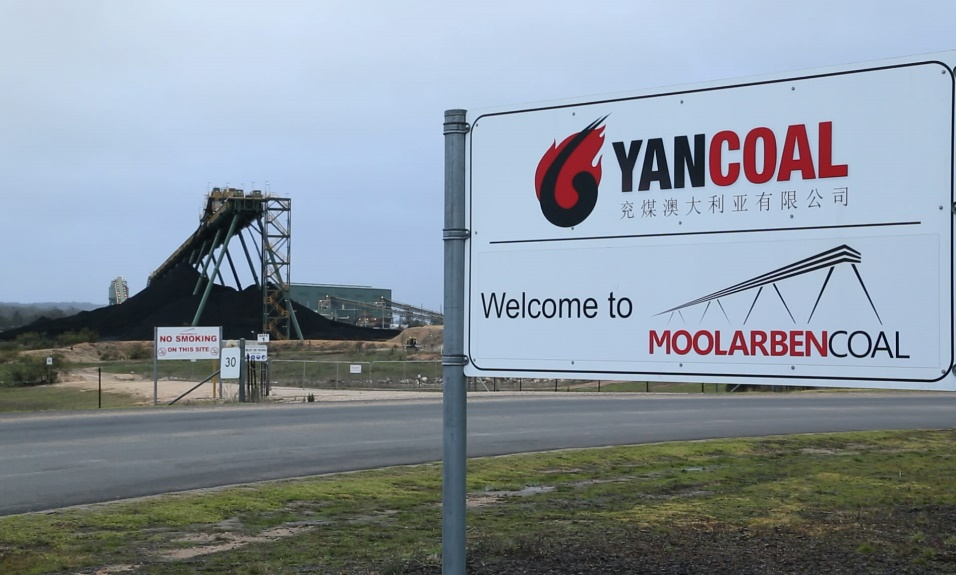 YANCOAL
兖煤澳大利亚有限公司
Welcome to
MOOLARBENCOAL
NO SMOKING
ON THIS SITE
30